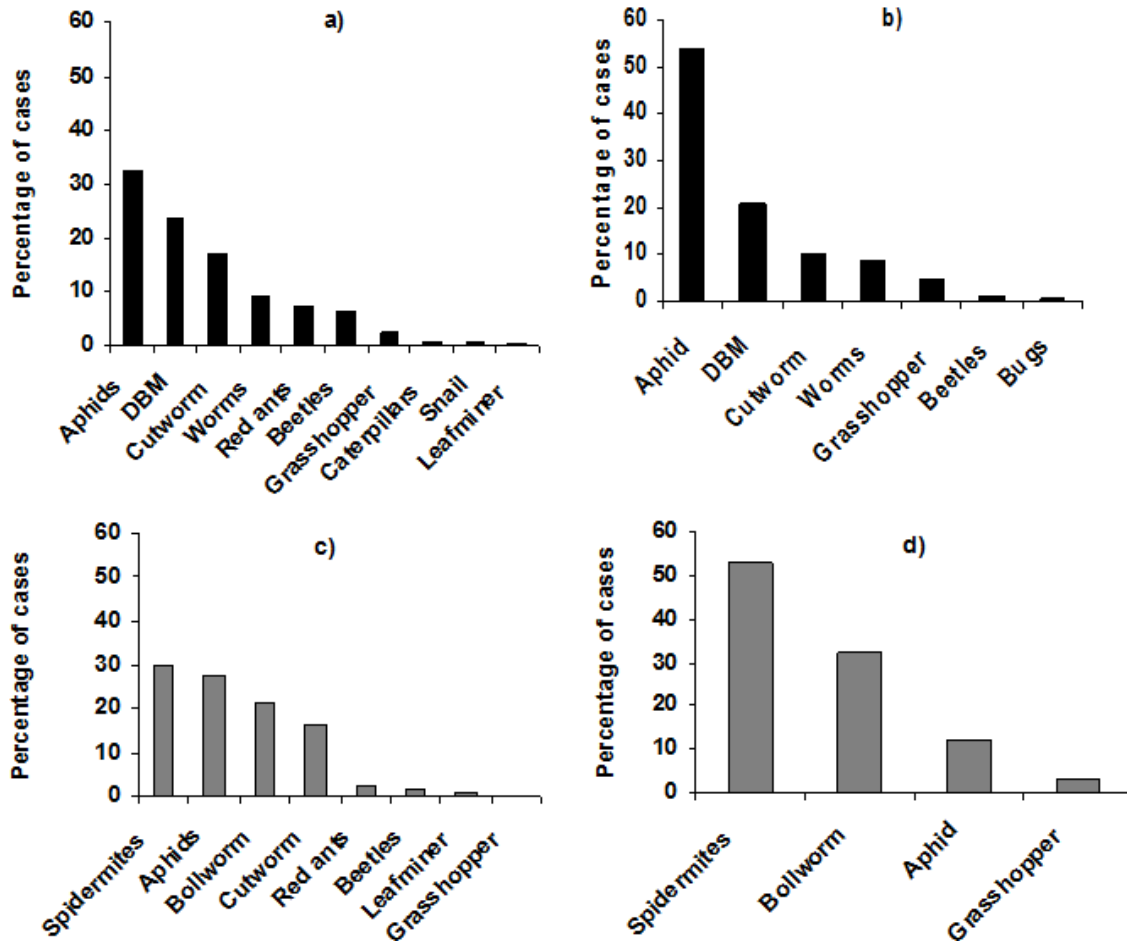 a)
Percentage of cases
60
50
40
30
20
10
0
Aphids
DBM
Cutworm
Worms
Red ants
Beetles
Grasshopper
Caterpillars
Snail
Leafminer
b)
Percentage of cases
60
50
40
30
20
10
0
Aphid
DBM
Cutworm
Worms
Grasshopper
Beetles
Bugs
c)
Percentage of cases
60
50
40
30
20
10
0
Spidermites
Aphids
Bollworm
Cutworm
Red ants
Beetles
Leafminer
Grasshopper
d)
Percentage of cases
60
50
40
30
20
10
0
Spidermites
Bollworm
Aphid
Grasshopper